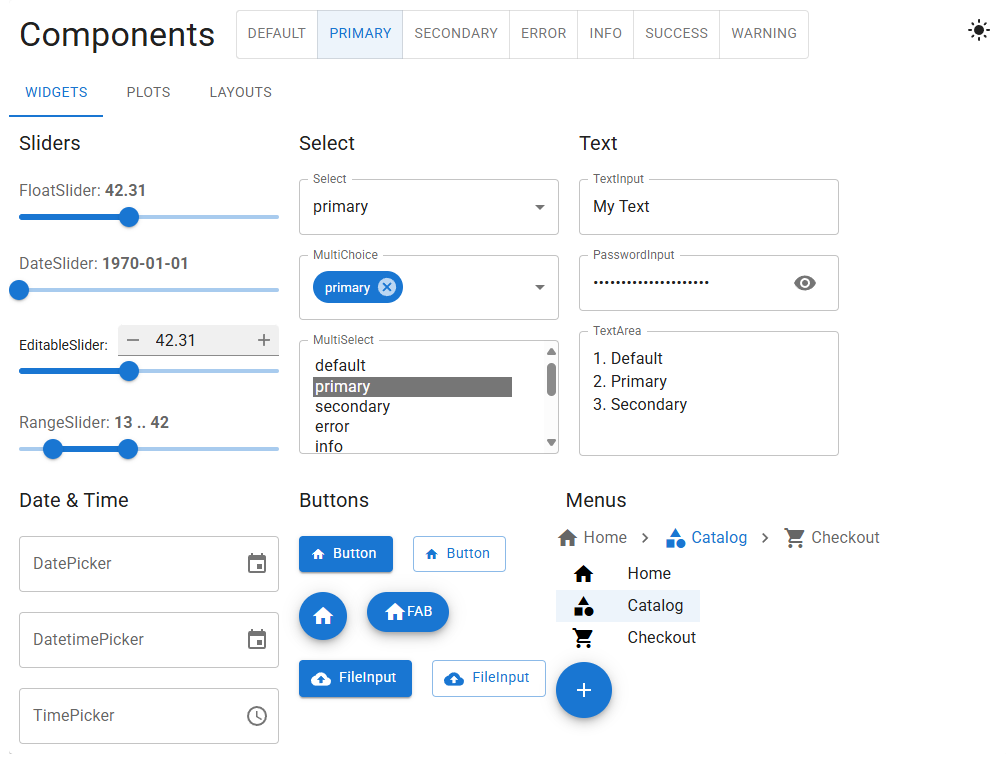 Components
DEFAULT PRIMARY SECONDARY ERROR INFO SUCCESS WARNING
WIDGETS PLOTS LAYOUTS
Sliders
FloatSlider: 42.31
DateSlider: 1970-01-01
EditableSlider: 42.31
RangeSlider: 13 .. 42
Select
Select
primary
MultiChoice
primary
MultiSelect
default
primary
secondary
error
info
Text
TextInput
My Text
PasswordInput
•••••••••••••••••••••
TextArea
1. Default
2. Primary
3. Secondary
Date & Time
DatePicker
DatetimePicker
TimePicker
Buttons
Button Button
FAB
FileInput FileInput
Menus
Home Catalog Checkout
Home
Catalog
Checkout